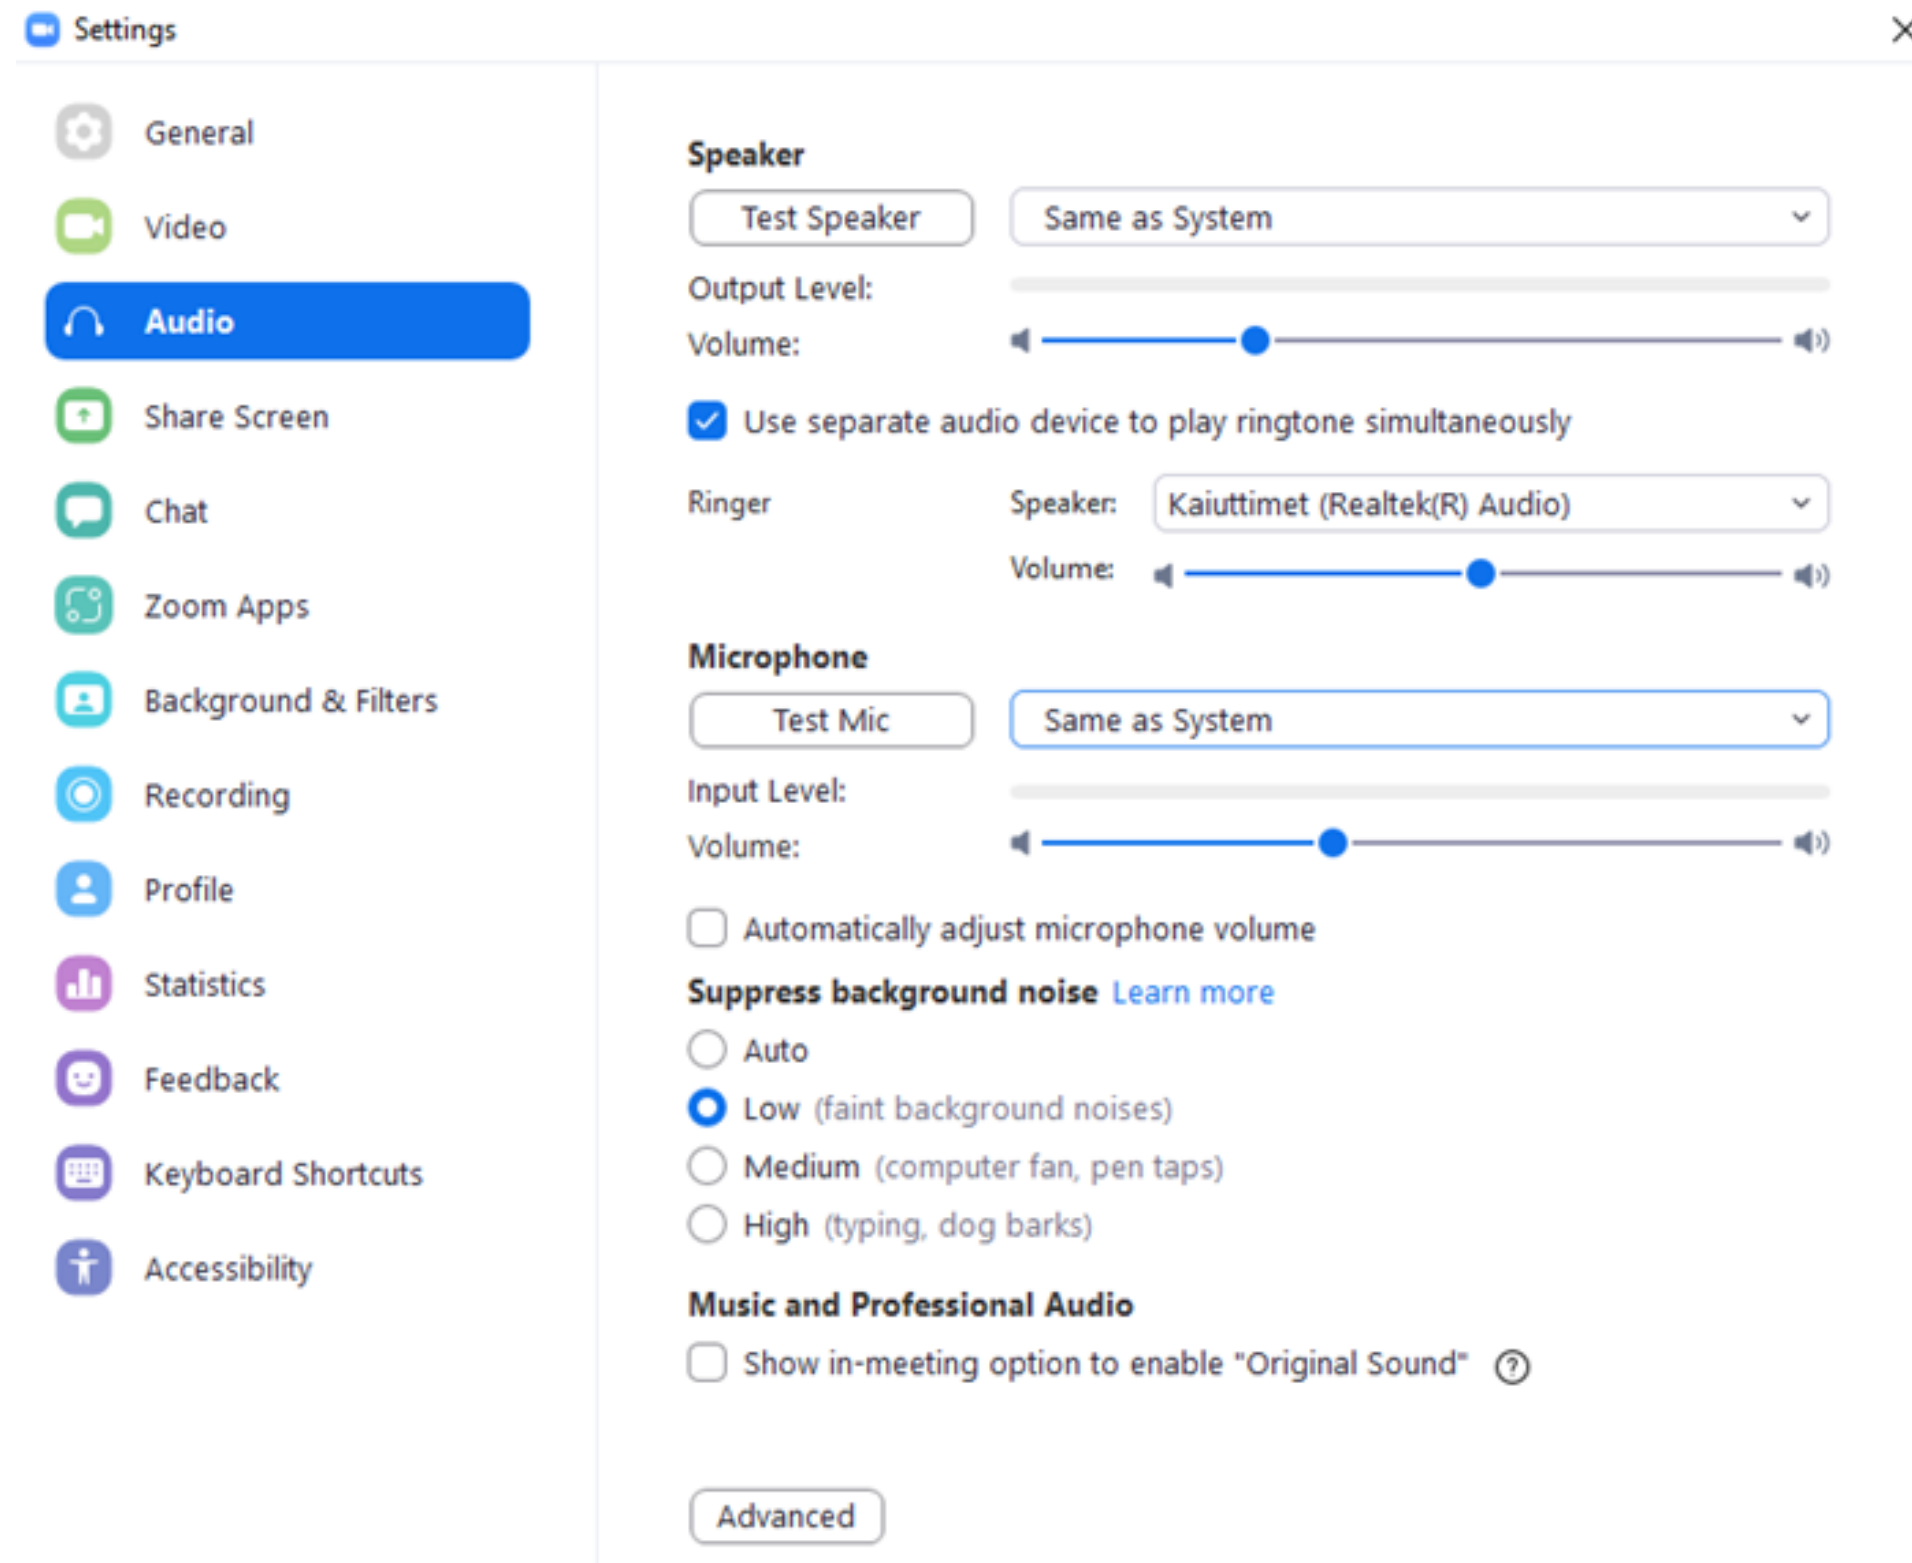 Settings
General
Video
Audio
Share Screen
Chat
Zoom Apps
Background & Filters
Recording
Profile
Statistics
Feedback
Keyboard Shortcuts
Accessibility
Speaker
Test Speaker Same as System
Output Level:
Volume:
Use separate audio device to play ringtone simultaneously
Ringer Speaker: Kaiuttimet (Realtek(R) Audio)
Volume:
Microphone
Test Mic Same as System
Input Level:
Volume:
Automatically adjust microphone volume
Suppress background noise Learn more
Auto
Low (faint background noises)
Medium (computer fan, pen taps)
High (typing, dog barks)
Music and Professional Audio
Show in-meeting option to enable "Original Sound" ?
Advanced